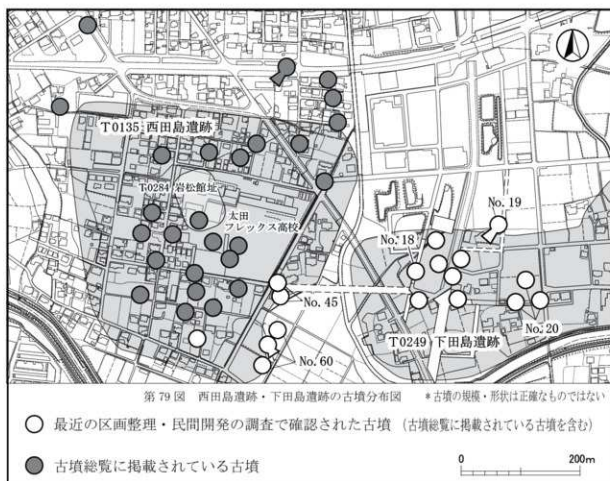 T0135 西田島遺跡
T0284 岩松館址
太田
フレックス高校
No. 19
No. 18
No. 45
No. 20
No. 60
T0249 下田島遺跡
第 79 図 西田島遺跡・下田島遺跡の古墳分布図 *古墳の規模・形状は正確なものではない
最近の区画整理・民間開発の調査で確認された古墳 (古墳総覧に掲載されている古墳を含む)
古墳総覧に掲載されている古墳
0 200m